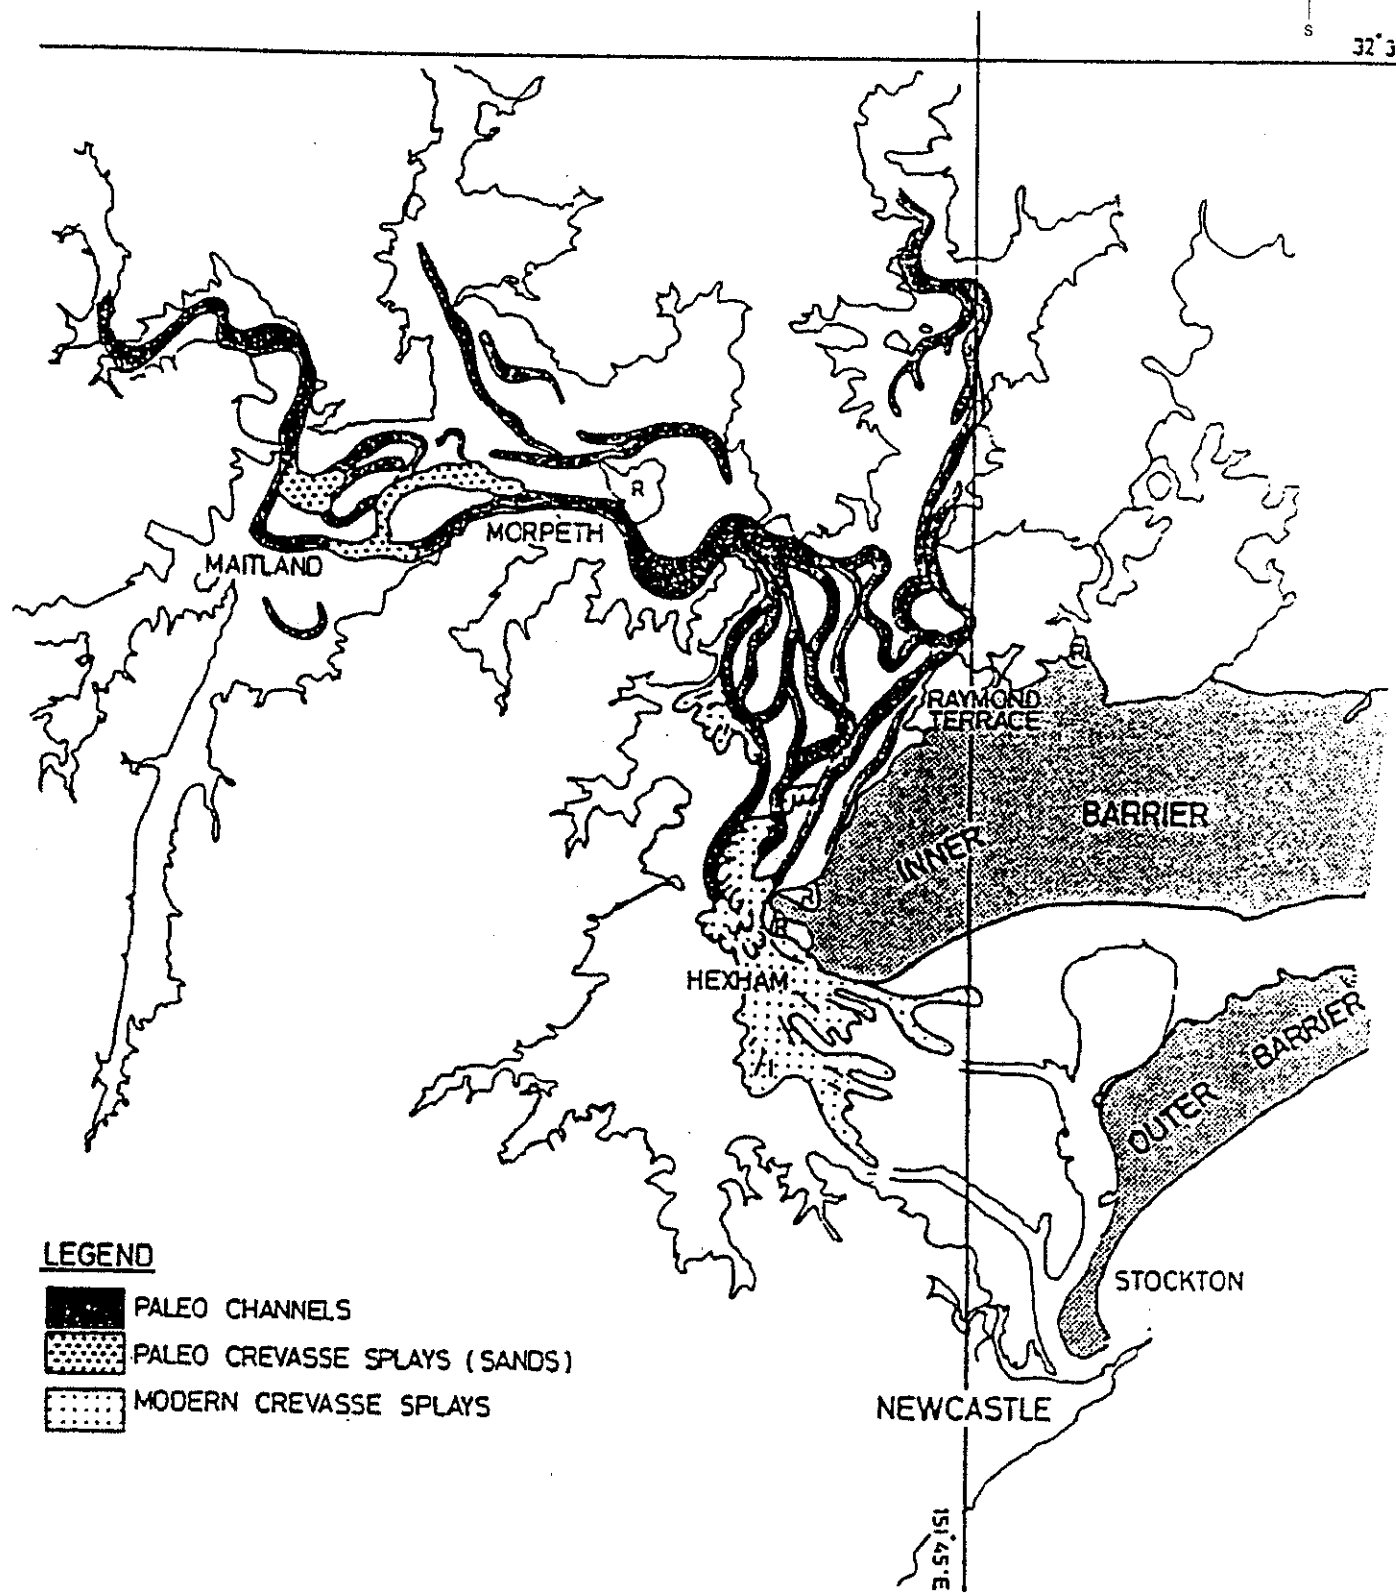 S
32°3
R
MORPETH
MAITLAND
R
RAYMOND
TERRACE
BARRIER
INNER
R
HEXHAM
BARRIER
OUTER
LEGEND
PALEO CHANNELS
PALEO CREVASSE SPLAYS (SANDS)
MODERN CREVASSE SPLAYS
STOCKTON
NEWCASTLE
151°45'E